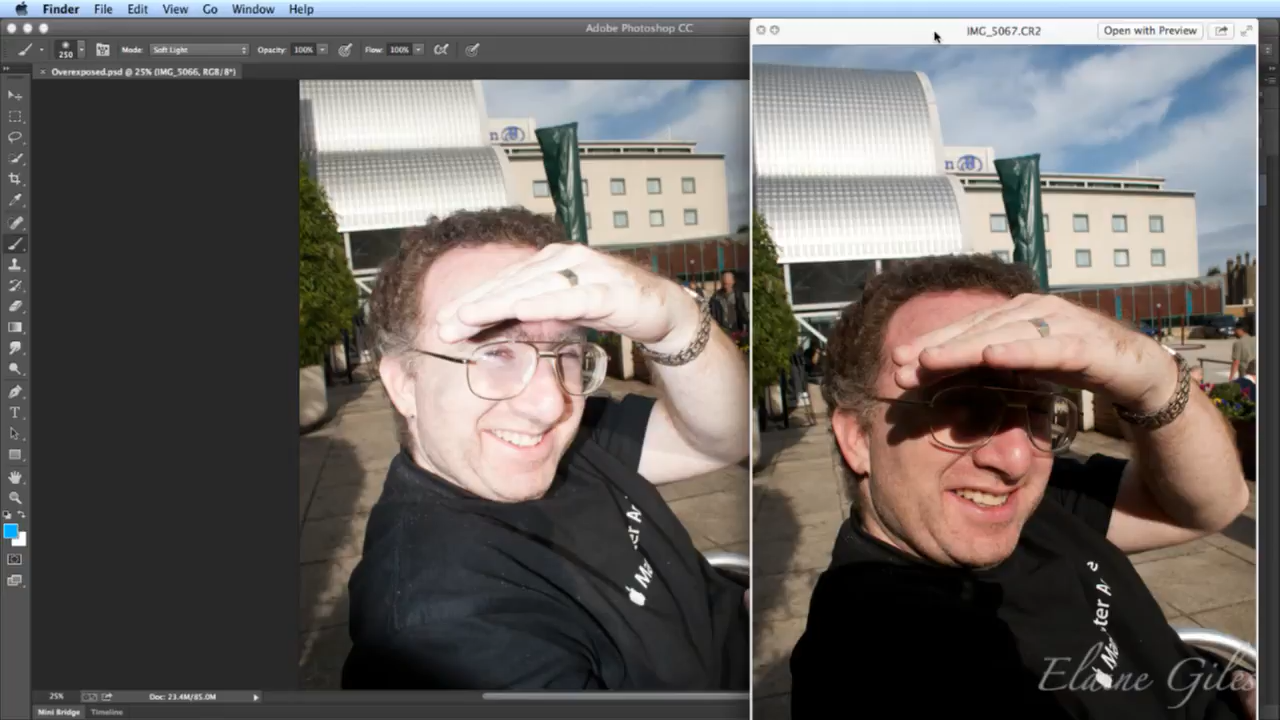 Finder File Edit View Go Window Help
Adobe Photoshop CC
IMG_5067.CR2 Open with Preview
250 Mode: Soft Light Opacity: 100% Flow: 100%
× Overexposed.psd @ 25% (IMG_5066, RGB/8*)
25% Doc: 23.4M/85.0M
Mini Bridge Timeline
Elaine Giles